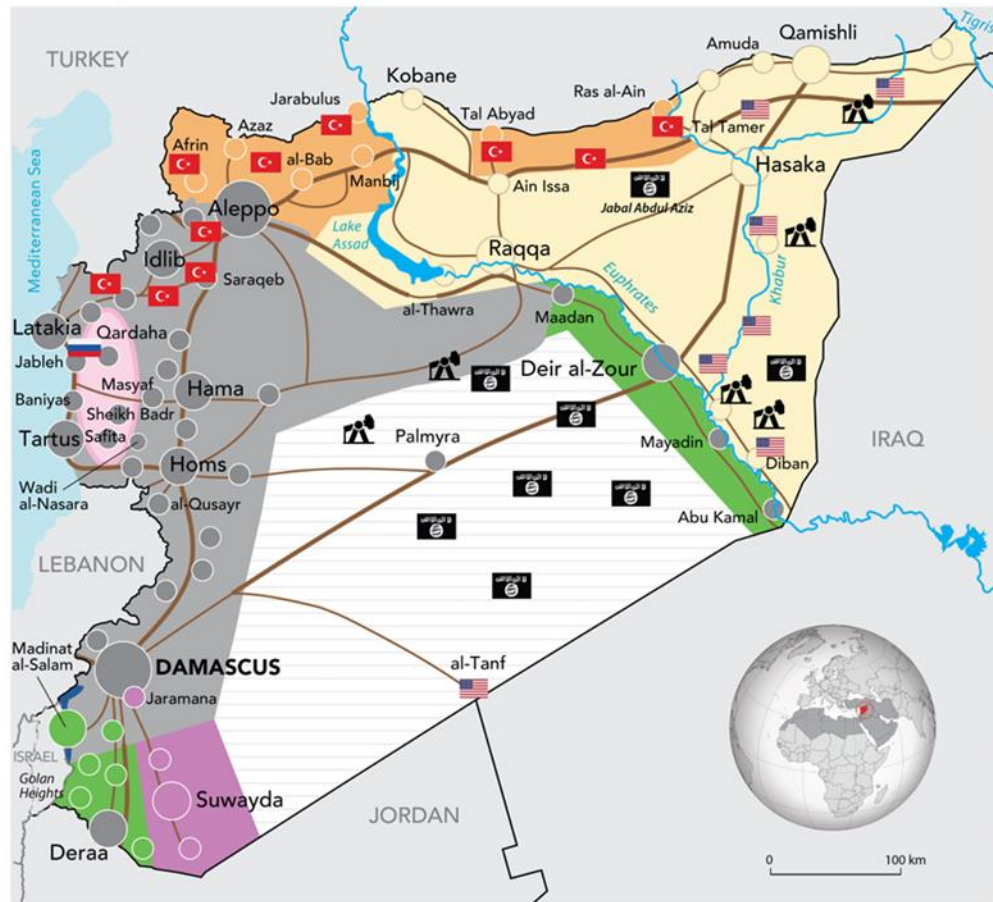 TURKEY
Tigris
Qamishli
Amuda
Kobane
Jarabulus
Tal Abyad
Ras al-Ain
Azaz
Afrin
al-Bab
Manbij
Tal Tamer
Hasaka
Ain Issa
Jabal Abdul Aziz
Mediterranean Sea
Aleppo
Lake
Assad
Raqqa
Idlib
Saraqeb
Euphrates
Khabur
al-Thawra
Maadan
Latakia
Qardaha
Jableh
Deir al-Zour
Masyaf
Hama
Baniyas
Sheikh Badr
Safita
Tartus
Palmyra
Mayadin
IRAQ
Homs
Diban
Wadi
al-Nasara
al-Qusayr
Abu Kamal
LEBANON
Madinat
al-Salam
DAMASCUS
al-Tanf
Jaramana
ISRAEL
Golan
Heights
Suwayda
JORDAN
Deraa
0 100 km